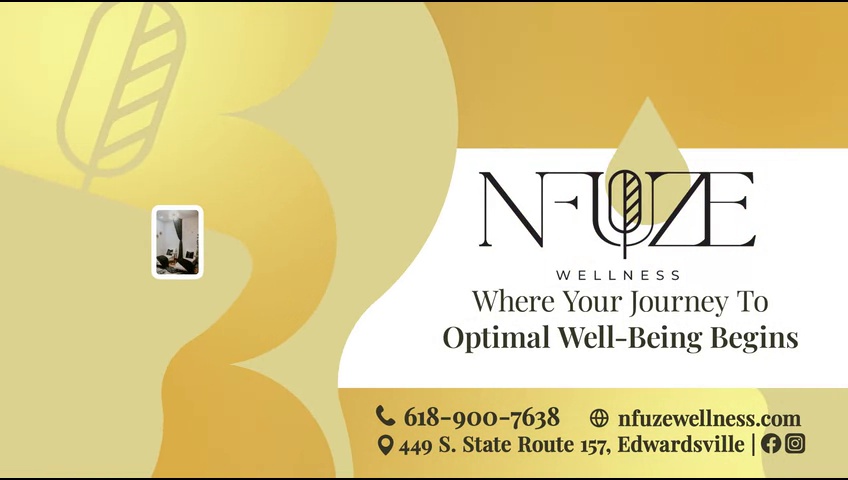 NFUZE
WELLNESS
Where Your Journey To
Optimal Well-Being Begins
618-900-7638 nfuzewellness.com
449 S. State Route 157, Edwardsville |